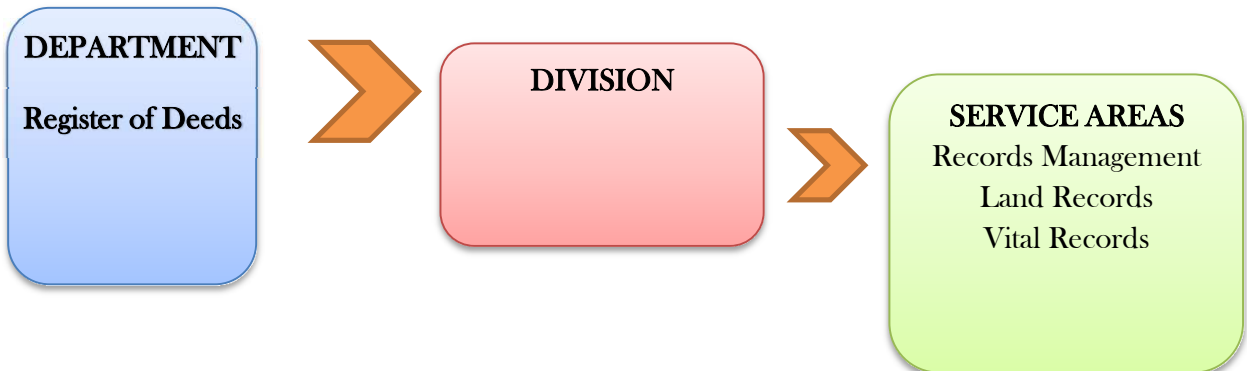 DEPARTMENT
Register of Deeds
DIVISION
SERVICE AREAS
Records Management
Land Records
Vital Records